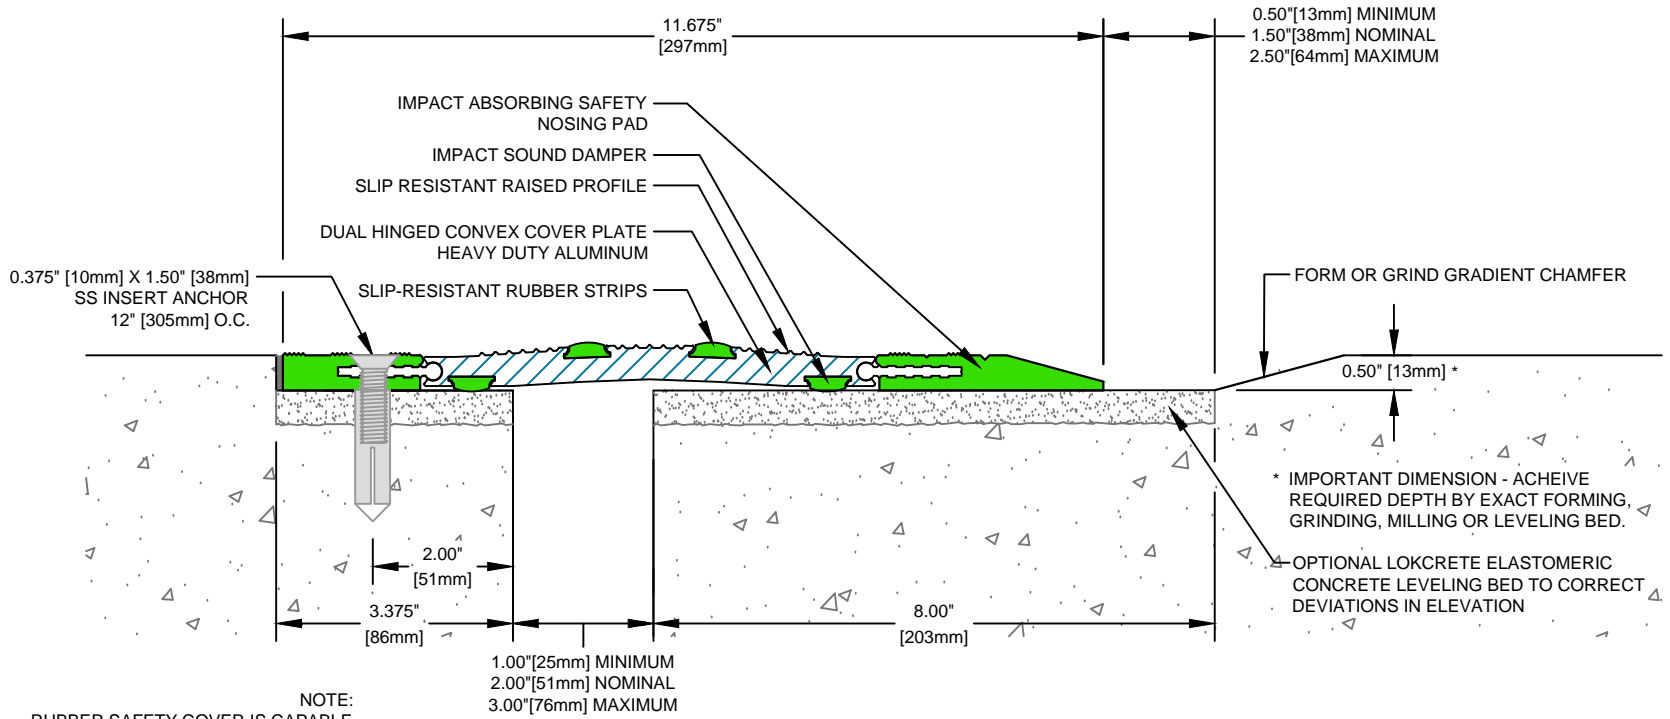 11.675"
[297mm]
0.50"[13mm] MINIMUM
1.50"[38mm] NOMINAL
2.50"[64mm] MAXIMUM
IMPACT ABSORBING SAFETY
NOSING PAD
IMPACT SOUND DAMPER
SLIP RESISTANT RAISED PROFILE
DUAL HINGED CONVEX COVER PLATE
HEAVY DUTY ALUMINUM
SLIP-RESISTANT RUBBER STRIPS
0.375" [10mm] X 1.50" [38mm]
SS INSERT ANCHOR
12" [305mm] O.C.
FORM OR GRIND GRADIENT CHAMFER
0.50" [13mm] *
* IMPORTANT DIMENSION - ACHEIVE
REQUIRED DEPTH BY EXACT FORMING,
GRINDING, MILLING OR LEVELING BED.
OPTIONAL LOKCRETE ELASTOMERIC
CONCRETE LEVELING BED TO CORRECT
DEVIATIONS IN ELEVATION
2.00"
[51mm]
3.375"
[86mm]
8.00"
[203mm]
1.00"[25mm] MINIMUM
2.00"[51mm] NOMINAL
3.00"[76mm] MAXIMUM
NOTE:
RUBBER SAFETY COVER IS CAPABLE